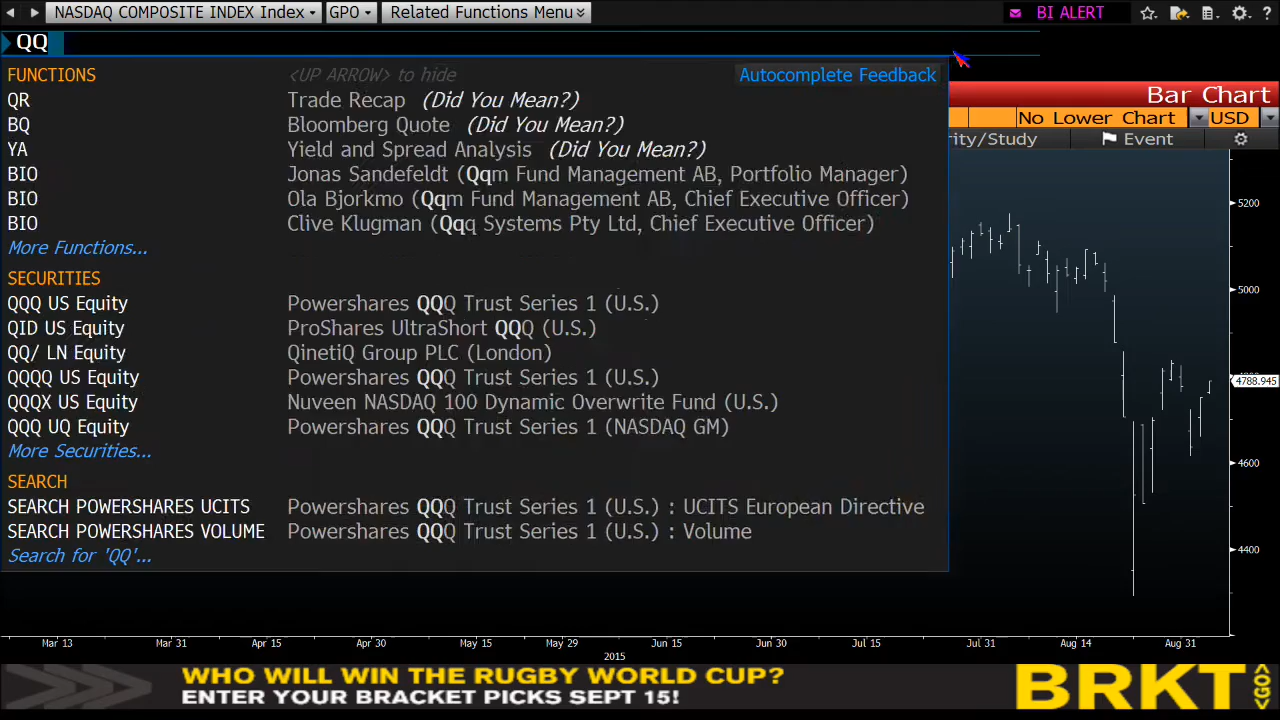 NASDAQ COMPOSITE INDEX Index GPO Related Functions Menu BI ALERT ?
QQ
FUNCTIONS <UP ARROW> to hide Autocomplete Feedback
QR Trade Recap (Did You Mean?)
BQ Bloomberg Quote (Did You Mean?)
YA Yield and Spread Analysis (Did You Mean?)
BIO Jonas Sandefeldt (Qqm Fund Management AB, Portfolio Manager)
BIO Ola Bjorkmo (Qqm Fund Management AB, Chief Executive Officer)
BIO Clive Klugman (Qqq Systems Pty Ltd, Chief Executive Officer)
More Functions...
SECURITIES
QQQ US Equity Powershares QQQ Trust Series 1 (U.S.)
QID US Equity ProShares UltraShort QQQ (U.S.)
QQ/ LN Equity QinetiQ Group PLC (London)
QQQQ US Equity Powershares QQQ Trust Series 1 (U.S.)
QQQX US Equity Nuveen NASDAQ 100 Dynamic Overwrite Fund (U.S.)
QQQ UQ Equity Powershares QQQ Trust Series 1 (NASDAQ GM)
More Securities...
SEARCH
SEARCH POWERSHARES UCITS Powershares QQQ Trust Series 1 (U.S.) : UCITS European Directive
SEARCH POWERSHARES VOLUME Powershares QQQ Trust Series 1 (U.S.) : Volume
Search for 'QQ'...
Bar Chart
No Lower Chart USD
rity/Study Event
5200
5000
4788.945
4600
4400
Mar 13 Mar 31 Apr 15 Apr 30 May 15 May 29 Jun 15 Jun 30 Jul 15 Jul 31 Aug 14 Aug 31
2015
WHO WILL WIN THE RUGBY WORLD CUP?
ENTER YOUR BRACKET PICKS SEPT 15!
BRKT <GO>